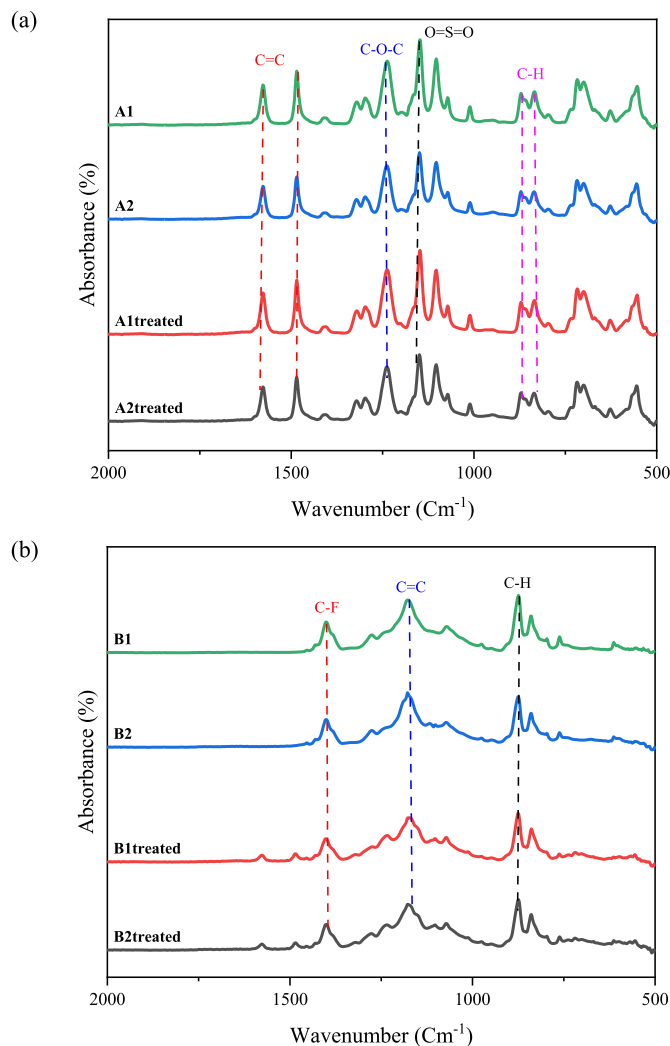 (a)
O=S=O
C=C
C-O-C
C-H
A1
A2
A1treated
A2treated
Absorbance (%)
2000
1500
1000
500
Wavenumber (Cm⁻¹)
(b)
C-F
C=C
C-H
B1
B2
B1treated
B2treated
Absorbance (%)
2000
1500
1000
500
Wavenumber (Cm⁻¹)